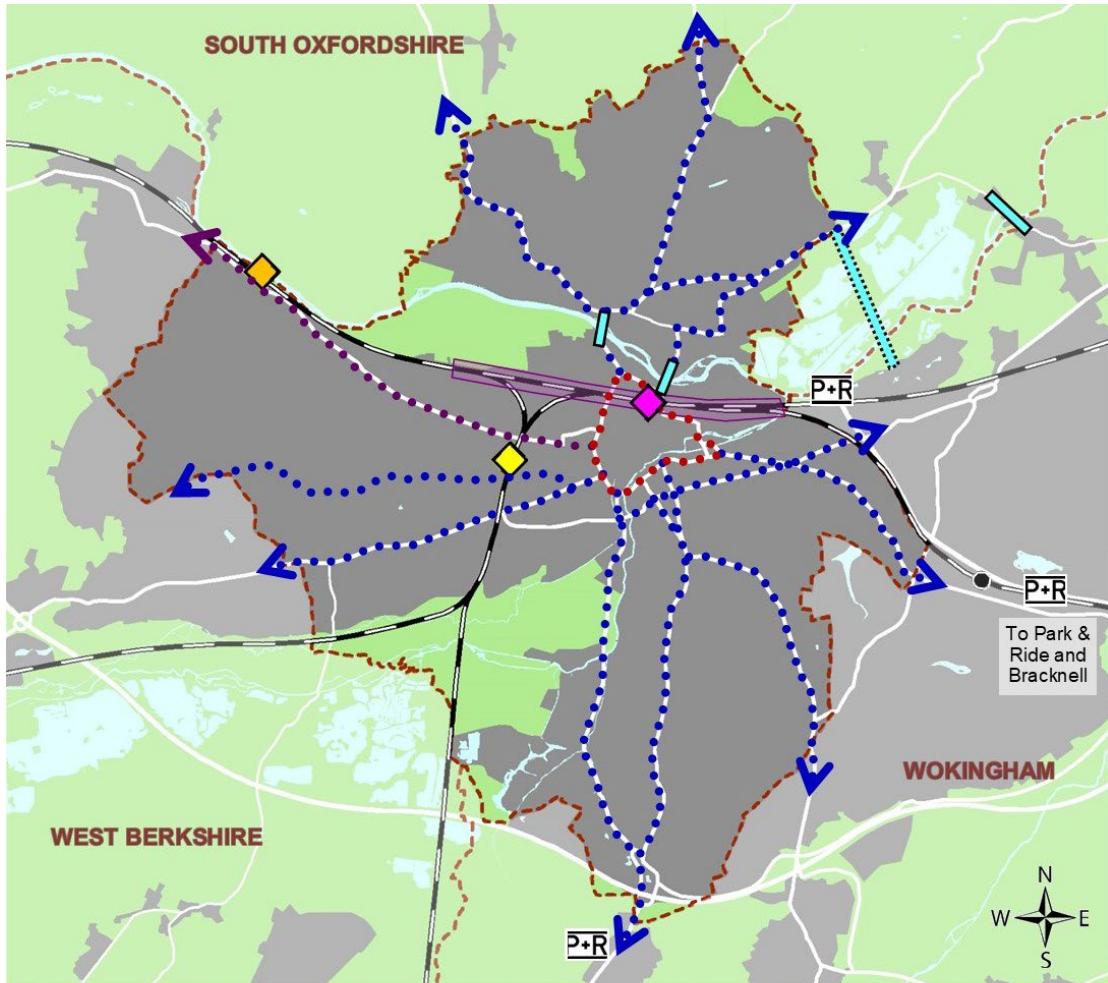 SOUTH OXFORDSHIRE
P+R
P+R
To Park &
Ride and
Bracknell
WOKINGHAM
WEST BERKSHIRE
N
W E
S
P+R